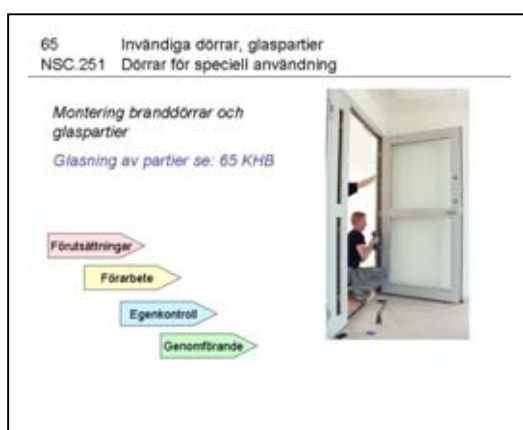 65 Invändiga dörrar, glaspartier
NSC.251 Dörrar för speciell användning
Montering branddörrar och
glaspartier
Glasning av partier se: 65 KHB
Förutsättningar
Förarbete
Egenkontroll
Genomförande